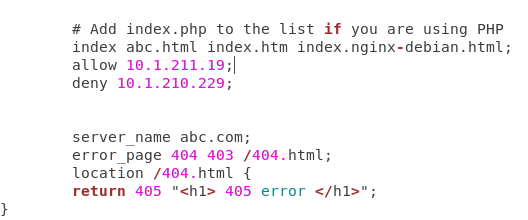 # Add index.php to the list if you are using PHP
index abc.html index.htm index.nginx-debian.html;
allow 10.1.211.19;
deny 10.1.210.229;
server_name abc.com;
error_page 404 403 /404.html;
location /404.html {
return 405 "<h1> 405 error </h1>";
}